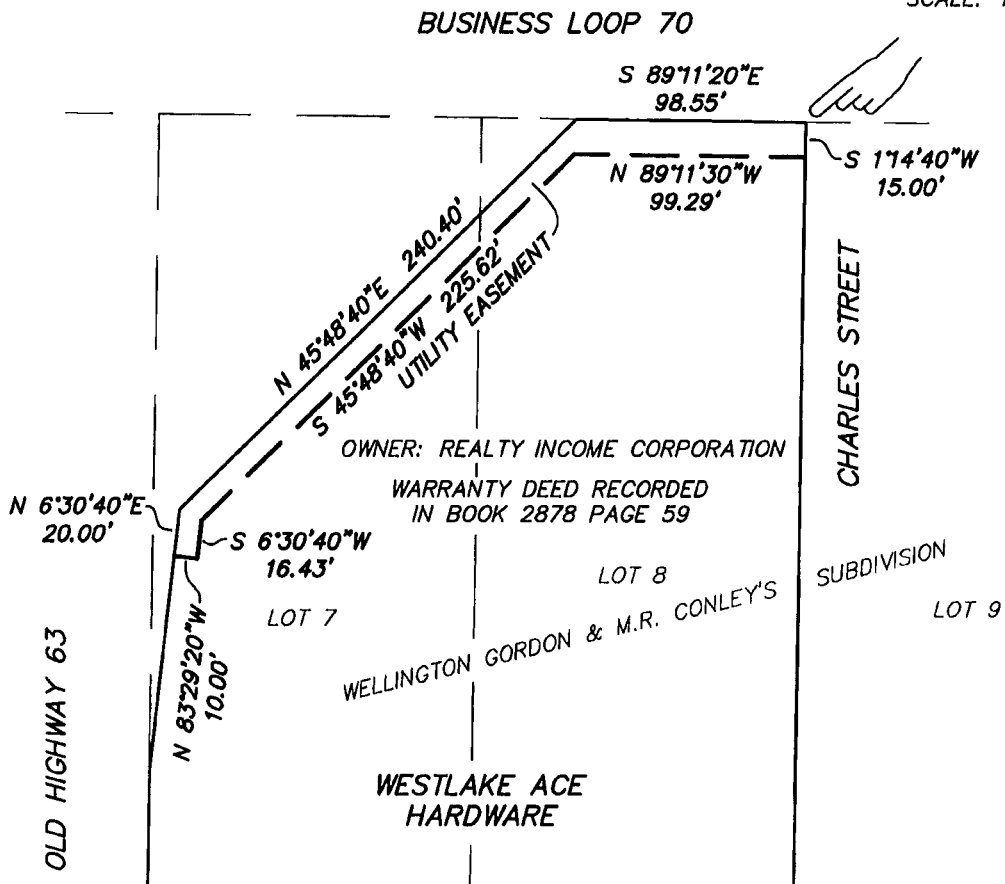 SCALE:
BUSINESS LOOP 70
S 89°11'20"E
98.55'
S 1°14'40"W
15.00'
N 89°11'30"W
99.29'
N 45°48'40"E 240.40'
S 45°48'40"W 225.62'
UTILITY EASEMENT
CHARLES STREET
OWNER: REALTY INCOME CORPORATION
WARRANTY DEED RECORDED
IN BOOK 2878 PAGE 59
N 6°30'40"E
20.00'
S 6°30'40"W
16.43'
N 83°29'20"W
10.00'
LOT 7
LOT 8
LOT 9
WELLINGTON GORDON & M.R. CONLEY'S SUBDIVISION
OLD HIGHWAY 63
WESTLAKE ACE
HARDWARE